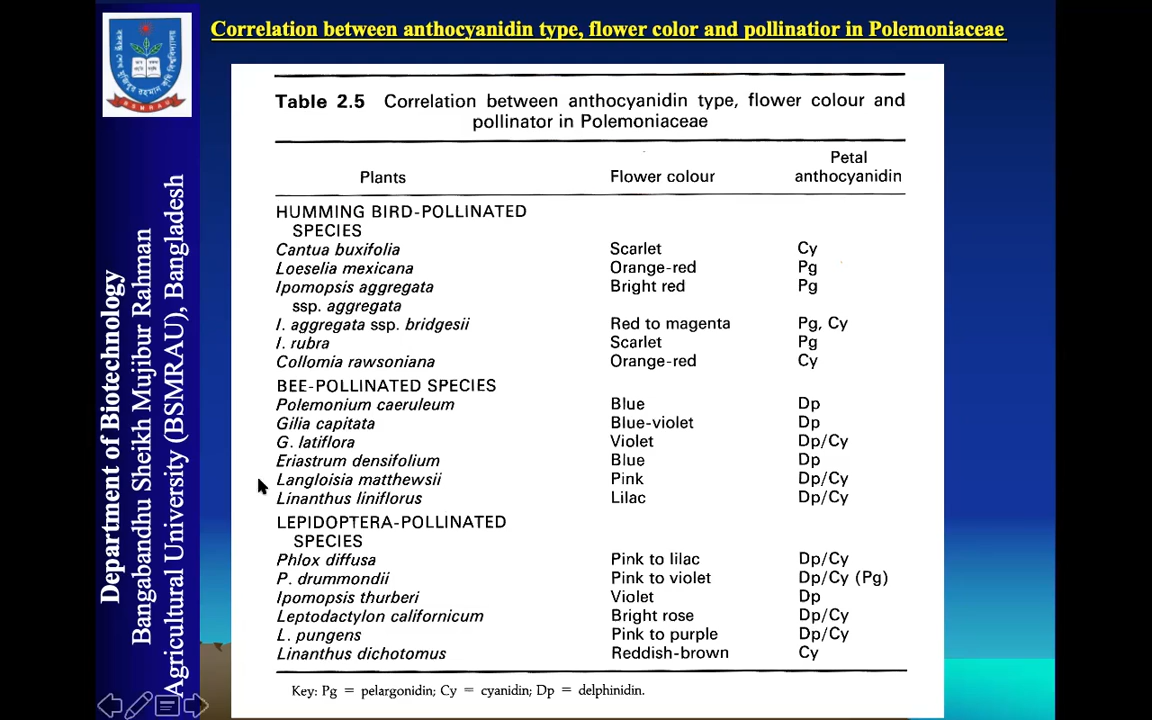 Correlation between anthocyanidin type, flower color and pollinatior in Polemoniaceae
Department of Biotechnology
Bangabandhu Sheikh Mujibur Rahman
Agricultural University (BSMRAU), Bangladesh
BSMRAU
Table 2.5 Correlation between anthocyanidin type, flower colour and
pollinator in Polemoniaceae
Plants Flower colour Petal anthocyanidin
HUMMING BIRD-POLLINATED
SPECIES
Cantua buxifolia Scarlet Cy
Loeselia mexicana Orange-red Pg
Ipomopsis aggregata Bright red Pg
ssp. aggregata
I. aggregata ssp. bridgesii Red to magenta Pg, Cy
I. rubra Scarlet Pg
Collomia rawsoniana Orange-red Cy
BEE-POLLINATED SPECIES
Polemonium caeruleum Blue Dp
Gilia capitata Blue-violet Dp
G. latiflora Violet Dp/Cy
Eriastrum densifolium Blue Dp
Langloisia matthewsii Pink Dp/Cy
Linanthus liniflorus Lilac Dp/Cy
LEPIDOPTERA-POLLINATED
SPECIES
Phlox diffusa Pink to lilac Dp/Cy
P. drummondii Pink to violet Dp/Cy (Pg)
Ipomopsis thurberi Violet Dp
Leptodactylon californicum Bright rose Dp/Cy
L. pungens Pink to purple Dp/Cy
Linanthus dichotomus Reddish-brown Cy
Key: Pg = pelargonidin; Cy = cyanidin; Dp = delphinidin.